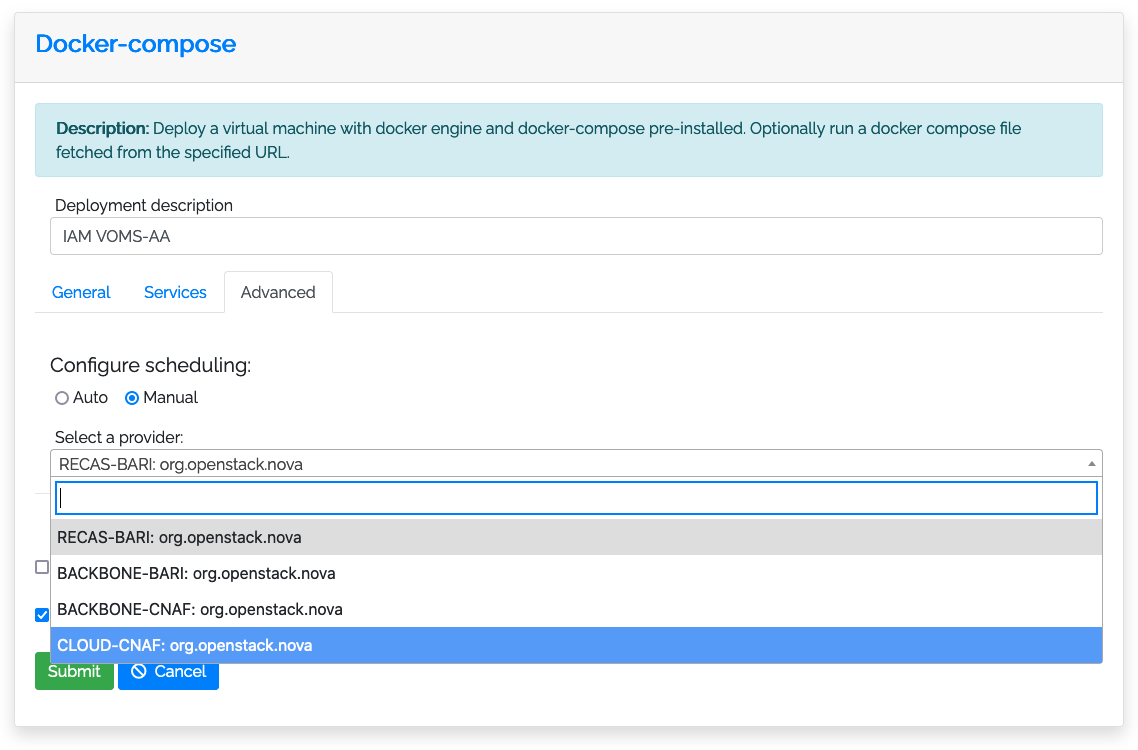 Docker-compose
Description: Deploy a virtual machine with docker engine and docker-compose pre-installed. Optionally run a docker compose file
fetched from the specified URL.
Deployment description
IAM VOMS-AA
General Services Advanced
Configure scheduling:
Auto Manual
Select a provider:
RECAS-BARI: org.openstack.nova
RECAS-BARI: org.openstack.nova
BACKBONE-BARI: org.openstack.nova
BACKBONE-CNAF: org.openstack.nova
CLOUD-CNAF: org.openstack.nova
Submit Cancel